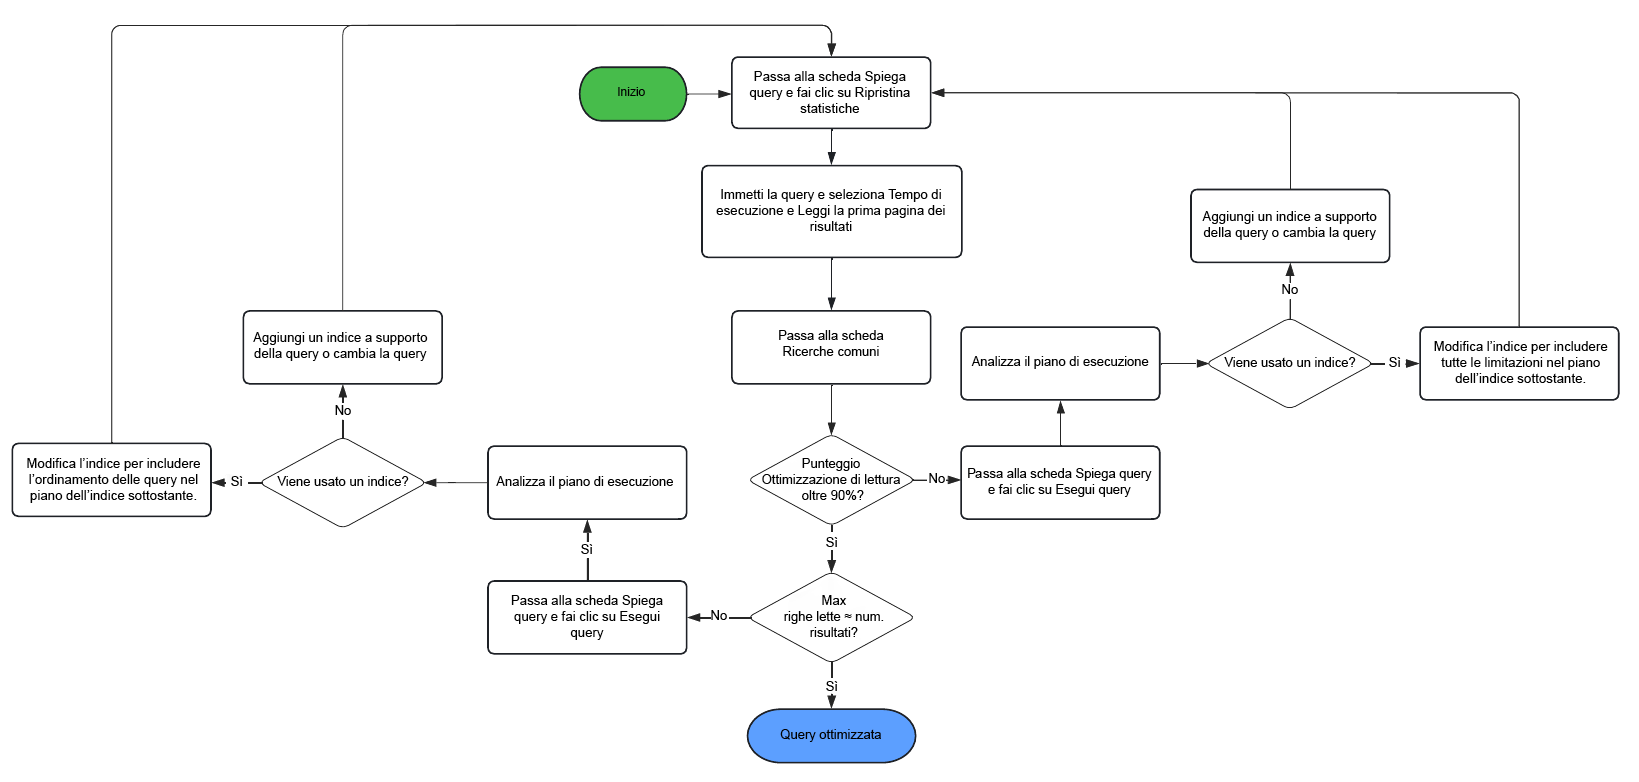 Inizio
Passa alla scheda Spiega
query e fai clic su Ripristina
statistiche
Immetti la query e seleziona Tempo di
esecuzione e Leggi la prima pagina dei
risultati
Passa alla scheda
Ricerche comuni
Punteggio
Ottimizzazione di lettura
oltre 90%?
No
Passa alla scheda Spiega query
e fai clic su Esegui query
Analizza il piano di esecuzione
Viene usato un indice?
No
Aggiungi un indice a supporto
della query o cambia la query
Sì
Modifica l'indice per includere
tutte le limitazioni nel piano
dell'indice sottostante.
Sì
Max
righe lette ≈ num.
risultati?
No
Passa alla scheda Spiega
query e fai clic su Esegui
query
Sì
Analizza il piano di esecuzione
Viene usato un indice?
No
Aggiungi un indice a supporto
della query o cambia la query
Sì
Modifica l'indice per includere
l'ordinamento delle query nel
piano dell'indice sottostante.
Sì
Query ottimizzata